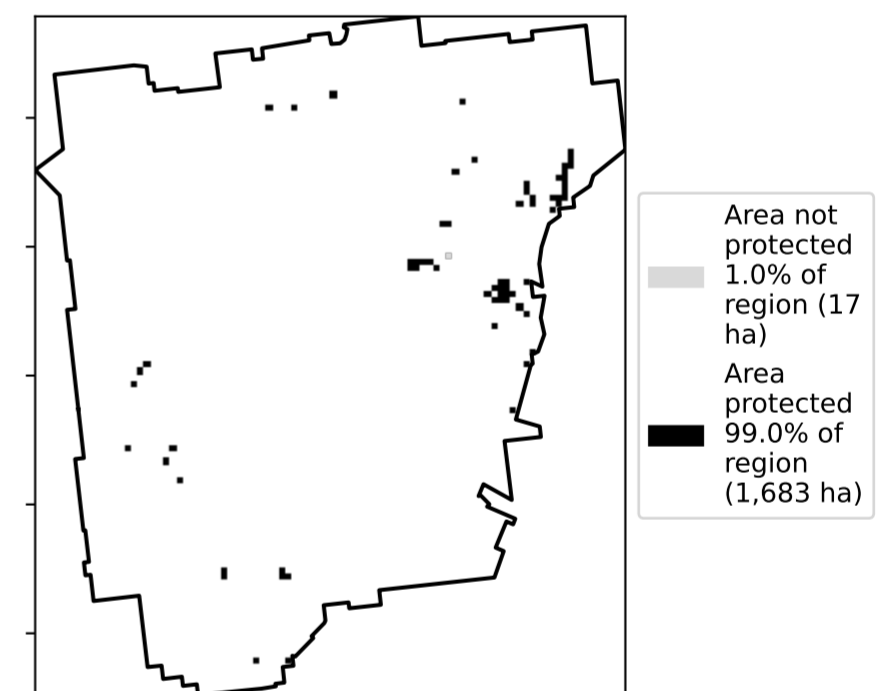 Area not
protected
1.0% of
region (17
ha)
Area
protected
99.0% of
region
(1,683 ha)